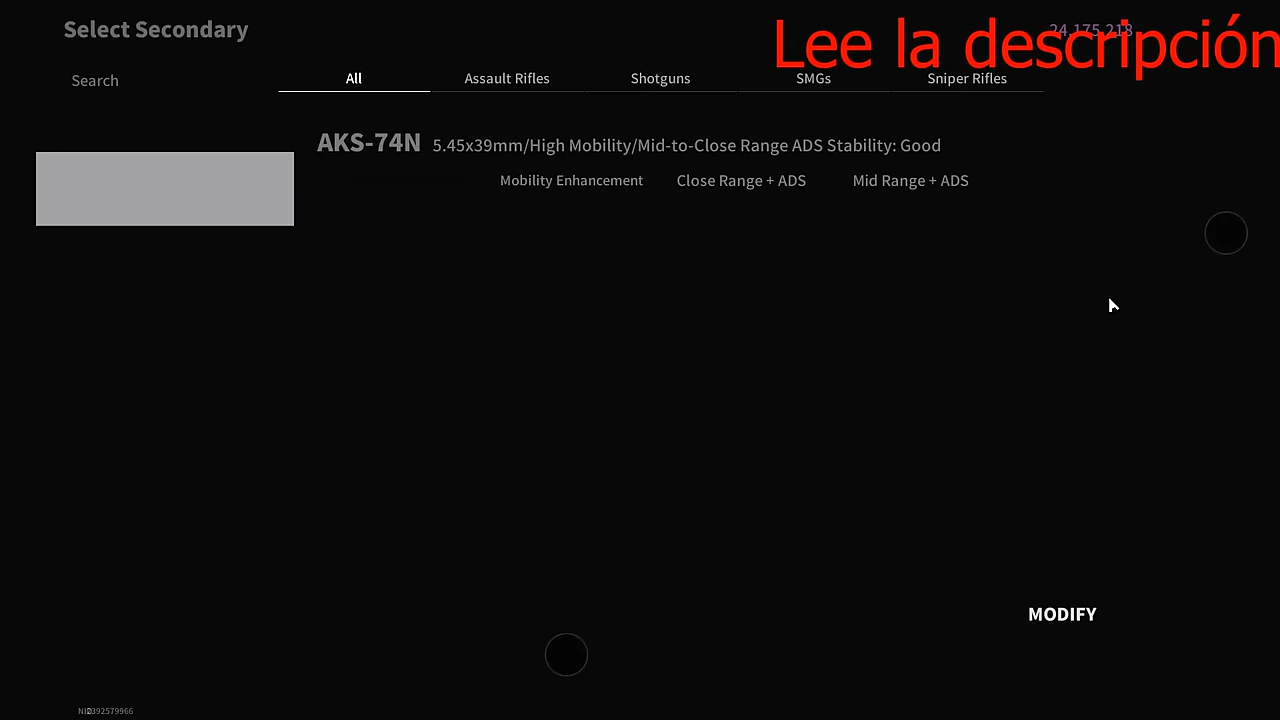 Select Secondary
24,175,218
Lee la descripción
Search
All
Assault Rifles
Shotguns
SMGs
Sniper Rifles
AKS-74N 5.45x39mm/High Mobility/Mid-to-Close Range ADS Stability: Good
Mobility Enhancement
Close Range + ADS
Mid Range + ADS
MODIFY